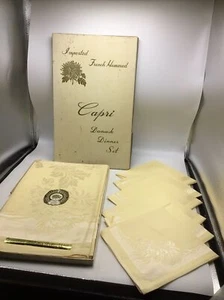 Imported
French Hemmed
Capri
Damask
Dinner
Set